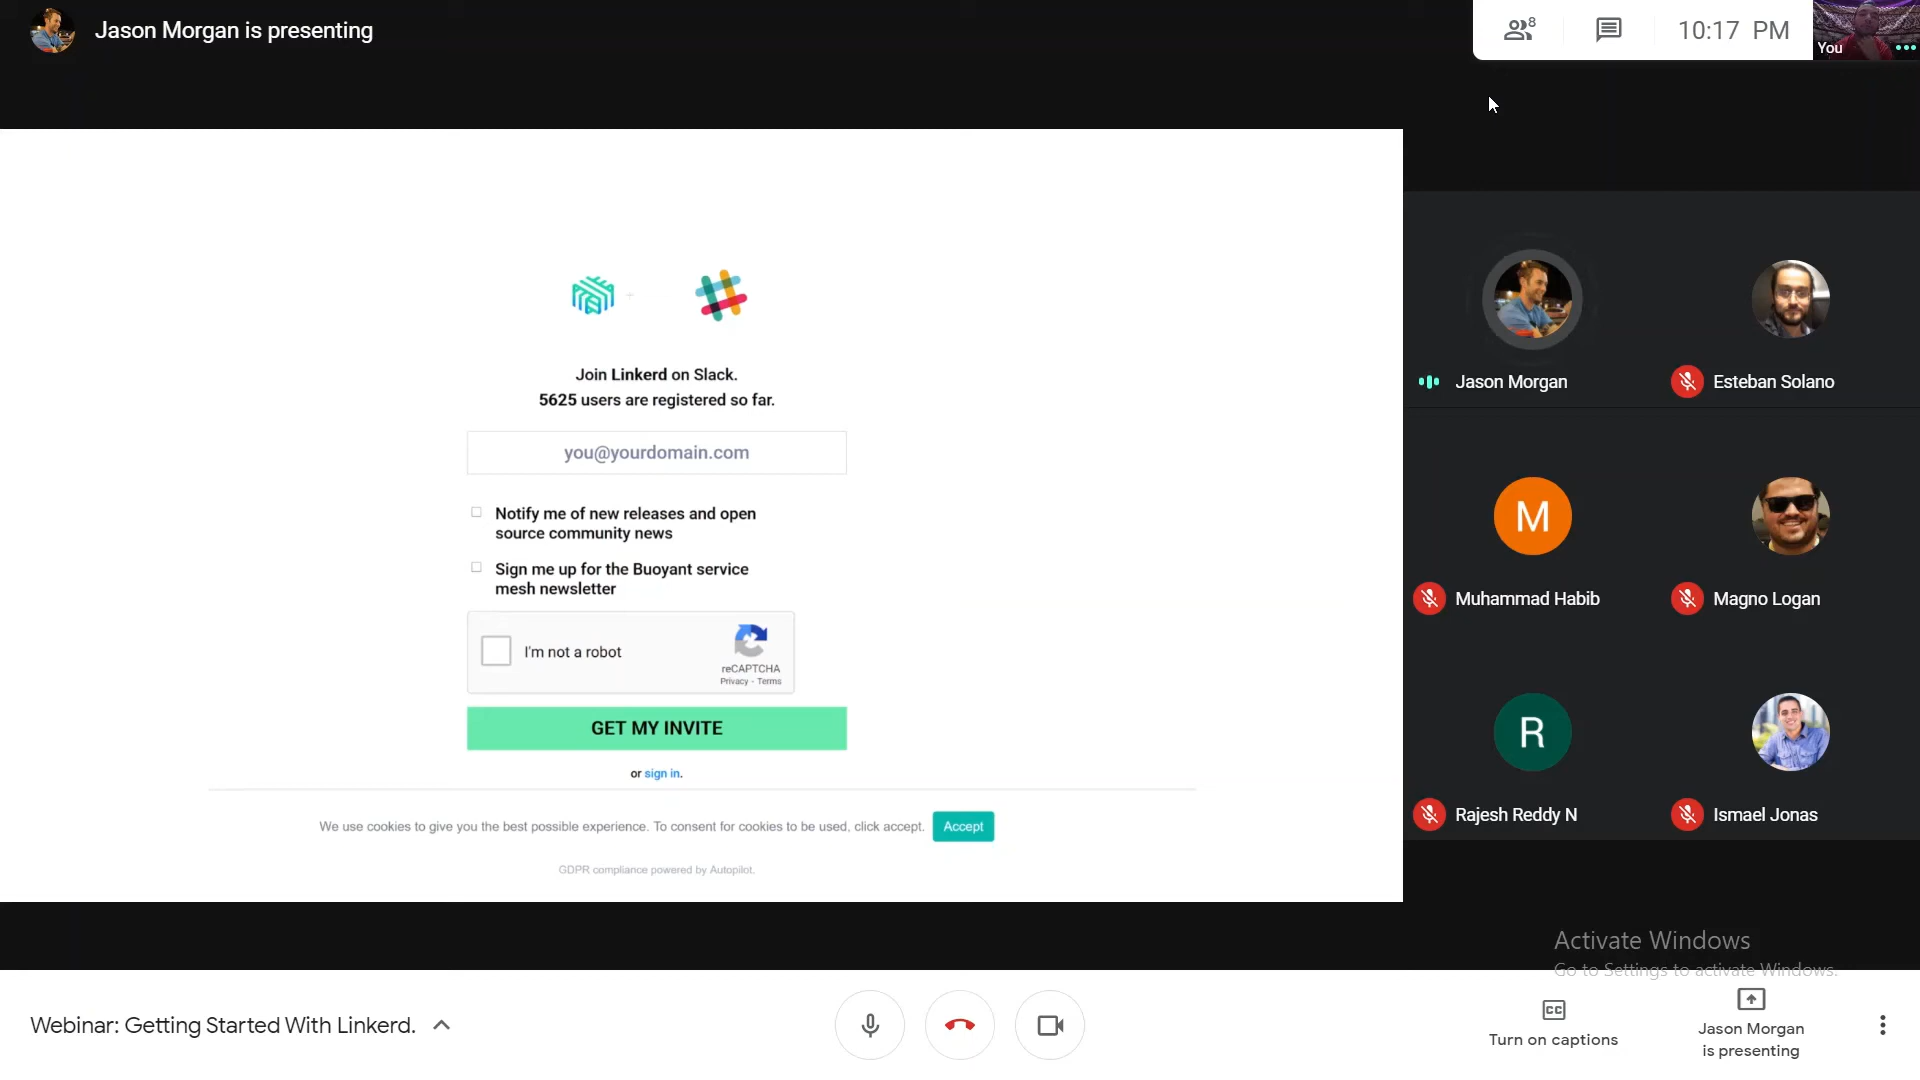 Jason Morgan is presenting
8
10:17 PM
You
Join Linkerd on Slack.
5625 users are registered so far.
you@yourdomain.com
Notify me of new releases and open
source community news
Sign me up for the Buoyant service
mesh newsletter
I'm not a robot
reCAPTCHA
Privacy - Terms
GET MY INVITE
or sign in.
We use cookies to give you the best possible experience. To consent for cookies to be used, click accept.
Accept
GDPR compliance powered by Autopilot.
Jason Morgan
Esteban Solano
M
Muhammad Habib
Magno Logan
R
Rajesh Reddy N
Ismael Jonas
Activate Windows
Go to Settings to activate Windows.
Webinar: Getting Started With Linkerd.
CC
Turn on captions
Jason Morgan
is presenting